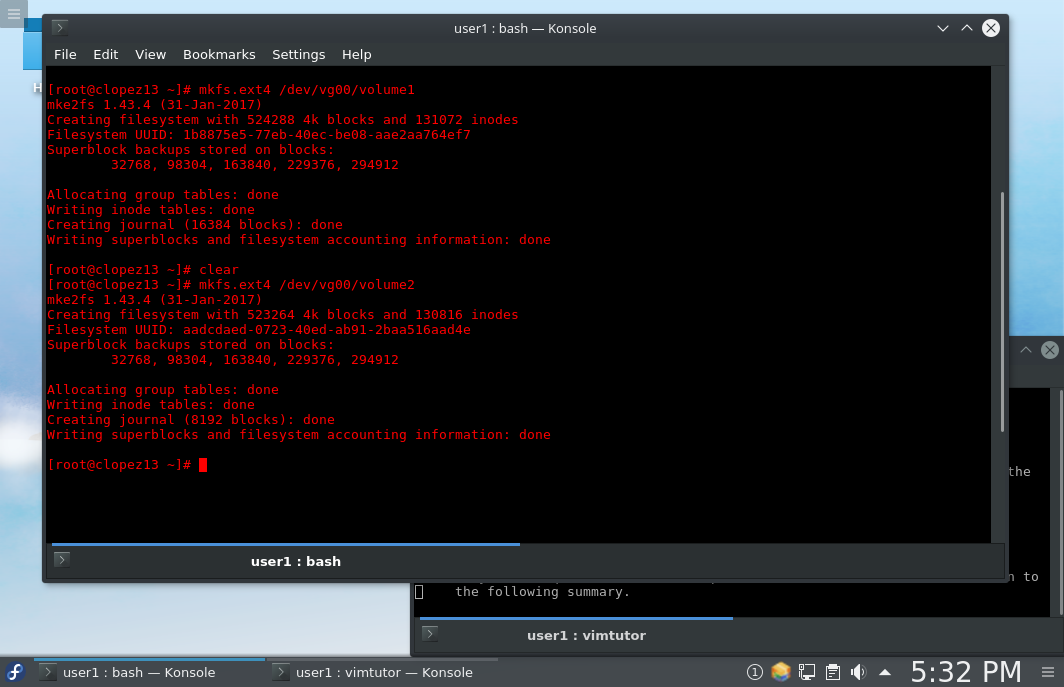 user1 : bash — Konsole
File Edit View Bookmarks Settings Help
H
[root@clopez13 ~]# mkfs.ext4 /dev/vg00/volume1
mke2fs 1.43.4 (31-Jan-2017)
Creating filesystem with 524288 4k blocks and 131072 inodes
Filesystem UUID: 1b8875e5-77eb-40ec-be08-aae2aa764ef7
Superblock backups stored on blocks:
32768, 98304, 163840, 229376, 294912
Allocating group tables: done
Writing inode tables: done
Creating journal (16384 blocks): done
Writing superblocks and filesystem accounting information: done
[root@clopez13 ~]# clear
[root@clopez13 ~]# mkfs.ext4 /dev/vg00/volume2
mke2fs 1.43.4 (31-Jan-2017)
Creating filesystem with 523264 4k blocks and 130816 inodes
Filesystem UUID: aadcdaed-0723-40ed-ab91-2baa516aad4e
Superblock backups stored on blocks:
32768, 98304, 163840, 229376, 294912
Allocating group tables: done
Writing inode tables: done
Creating journal (8192 blocks): done
Writing superblocks and filesystem accounting information: done
[root@clopez13 ~]#
the
n to
the following summary.
user1 : bash
user1 : vimtutor
user1 : bash — Konsole
user1 : vimtutor — Konsole
1
5:32 PM